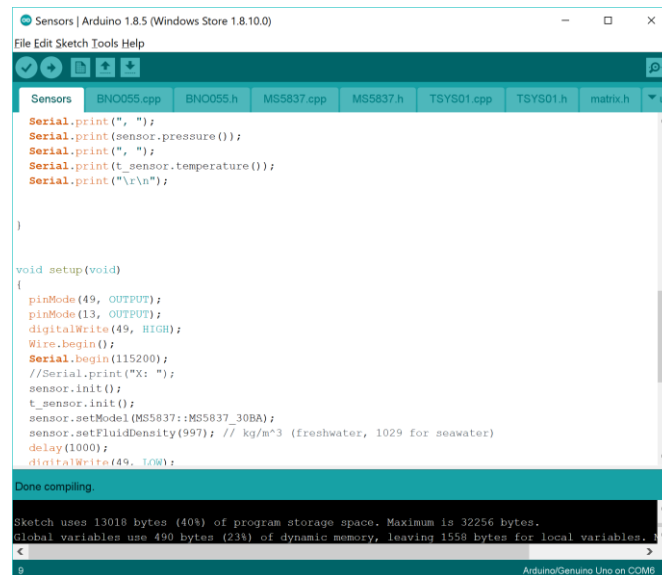 Sensors | Arduino 1.8.5 (Windows Store 1.8.10.0)
File Edit Sketch Tools Help
Sensors BNO055.cpp BNO055.h MS5837.cpp MS5837.h TSYS01.cpp TSYS01.h matrix.h
Serial.print(", ");
Serial.print(sensor.pressure());
Serial.print(", ");
Serial.print(t_sensor.temperature());
Serial.print("\r\n");
}
void setup(void)
{
pinMode(49, OUTPUT);
pinMode(13, OUTPUT);
digitalWrite(49, HIGH);
Wire.begin();
Serial.begin(115200);
//Serial.print("X: ");
sensor.init();
t_sensor.init();
sensor.setModel(MS5837::MS5837_30BA);
sensor.setFluidDensity(997); // kg/m^3 (freshwater, 1029 for seawater)
delay(1000);
digitalWrite(49, LOW);
Done compiling.
Sketch uses 13018 bytes (40%) of program storage space. Maximum is 32256 bytes.
Global variables use 490 bytes (23%) of dynamic memory, leaving 1558 bytes for local variables.
9 Arduino/Genuino Uno on COM6